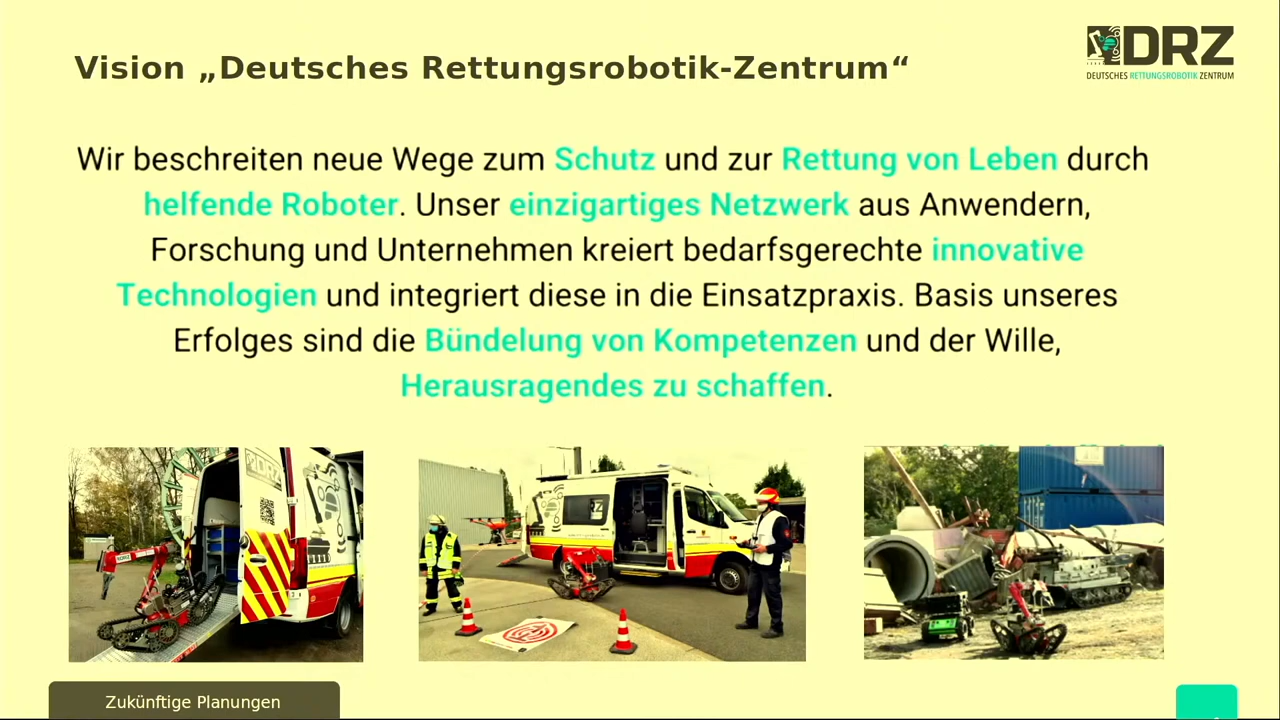 Vision „Deutsches Rettungsrobotik-Zentrum“
DRZ
DEUTSCHES RETTUNGSROBOTIK ZENTRUM
Wir beschreiten neue Wege zum Schutz und zur Rettung von Leben durch
helfende Roboter. Unser einzigartiges Netzwerk aus Anwendern,
Forschung und Unternehmen kreiert bedarfsgerechte innovative
Technologien und integriert diese in die Einsatzpraxis. Basis unseres
Erfolges sind die Bündelung von Kompetenzen und der Wille,
Herausragendes zu schaffen.
DRZ
DRZ
Zukünftige Planungen